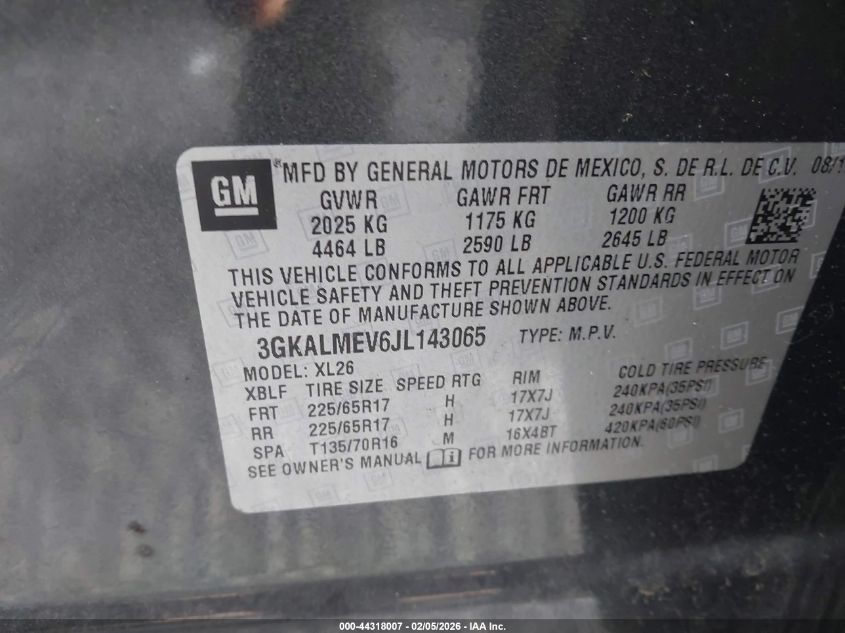 GM
MFD BY GENERAL MOTORS DE MEXICO, S. DE R.L. DE C.V. 08/1
GVWR GAWR FRT GAWR RR
2025 KG 1175 KG 1200 KG
4464 LB 2590 LB 2645 LB
THIS VEHICLE CONFORMS TO ALL APPLICABLE U.S. FEDERAL MOTOR
VEHICLE SAFETY AND THEFT PREVENTION STANDARDS IN EFFECT ON
THE DATE OF MANUFACTURE SHOWN ABOVE.
3GKALMEV6JL143065 TYPE: M.P.V.
MODEL: XL26
XBLF TIRE SIZE SPEED RTG RIM COLD TIRE PRESSURE
FRT 225/65R17 H 17X7J 240KPA(35PSI)
RR 225/65R17 H 17X7J 240KPA(35PSI)
SPA T135/70R16 M 16X4BT 420KPA(60PSI)
SEE OWNER'S MANUAL i FOR MORE INFORMATION.
000-44318007 - 02/05/2026 - IAA Inc.